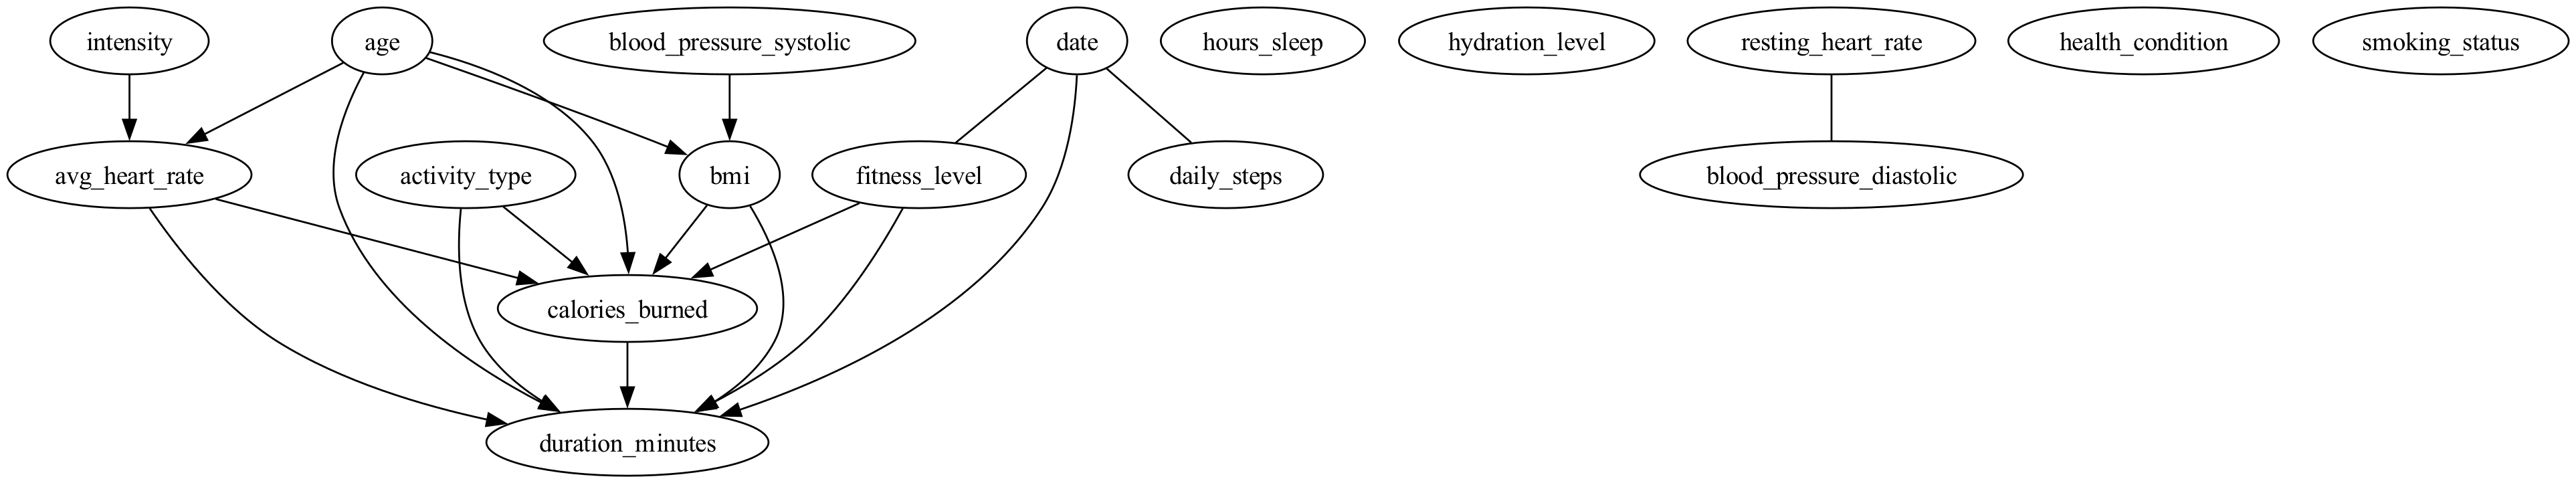 intensity
age
blood_pressure_systolic
date
hours_sleep
hydration_level
resting_heart_rate
health_condition
smoking_status
avg_heart_rate
activity_type
bmi
fitness_level
daily_steps
blood_pressure_diastolic
calories_burned
duration_minutes